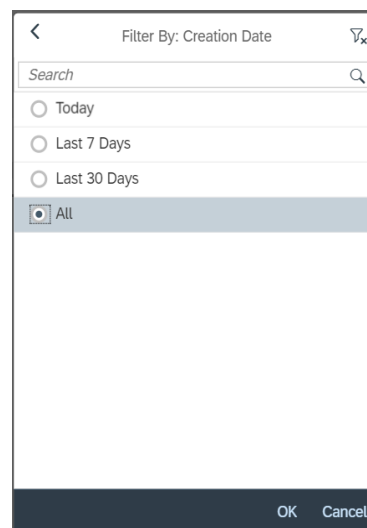 Filter By: Creation Date
Search
Today
Last 7 Days
Last 30 Days
All
OK Cancel